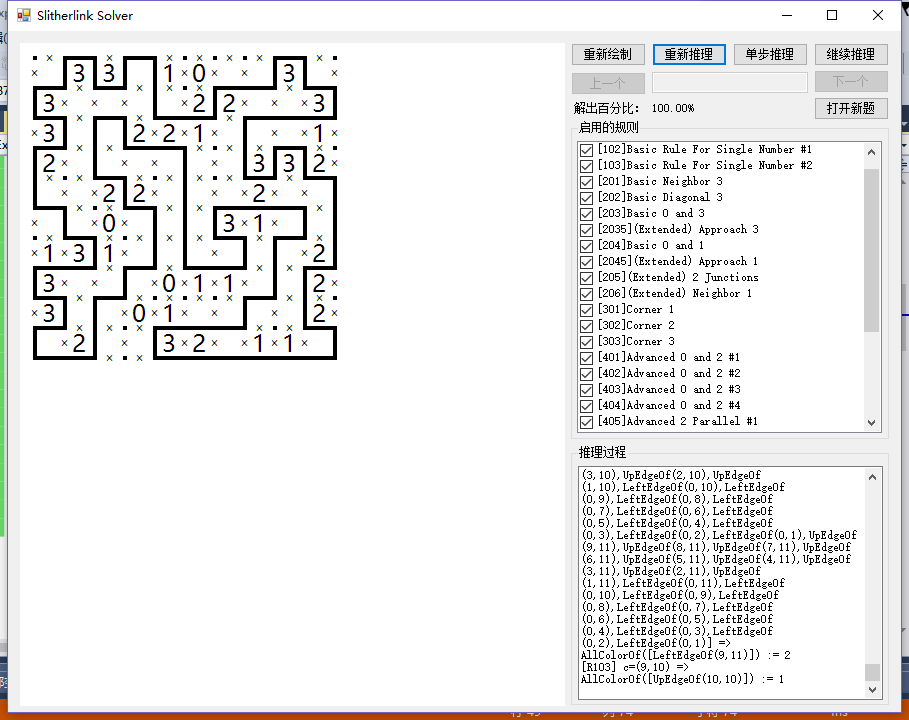 Slitherlink Solver
3 3 1 0 3
3 2 2 3
3 2 2 1 1
2 3 3 2
2 2 2
0 3 1
1 3 1 2
3 0 1 1 2
3 0 1 2
2 3 2 1 1
重新绘制 重新推理 单步推理 继续推理
上一个 下一个
解出百分比: 100.00% 打开新题
启用的规则
[102]Basic Rule For Single Number #1
[103]Basic Rule For Single Number #2
[201]Basic Neighbor 3
[202]Basic Diagonal 3
[203]Basic 0 and 3
[2035](Extended) Approach 3
[204]Basic 0 and 1
[2045](Extended) Approach 1
[205](Extended) 2 Junctions
[206](Extended) Neighbor 1
[301]Corner 1
[302]Corner 2
[303]Corner 3
[401]Advanced 0 and 2 #1
[402]Advanced 0 and 2 #2
[403]Advanced 0 and 2 #3
[404]Advanced 0 and 2 #4
[405]Advanced 2 Parallel #1
推理过程
(3,10),UpEdgeOf(2,10),UpEdgeOf
(1,10),LeftEdgeOf(0,10),LeftEdgeOf
(0,9),LeftEdgeOf(0,8),LeftEdgeOf
(0,7),LeftEdgeOf(0,6),LeftEdgeOf
(0,5),LeftEdgeOf(0,4),LeftEdgeOf
(0,3),LeftEdgeOf(0,2),LeftEdgeOf(0,1),UpEdgeOf
(9,11),UpEdgeOf(8,11),UpEdgeOf(7,11),UpEdgeOf
(6,11),UpEdgeOf(5,11),UpEdgeOf(4,11),UpEdgeOf
(3,11),UpEdgeOf(2,11),UpEdgeOf
(1,11),LeftEdgeOf(0,11),LeftEdgeOf
(0,10),LeftEdgeOf(0,9),LeftEdgeOf
(0,8),LeftEdgeOf(0,7),LeftEdgeOf
(0,6),LeftEdgeOf(0,5),LeftEdgeOf
(0,4),LeftEdgeOf(0,3),LeftEdgeOf
(0,2),LeftEdgeOf(0,1)] =>
AllColorOf([LeftEdgeOf(9,11)]) := 2
[R103] c=(9,10) =>
AllColorOf([UpEdgeOf(10,10)]) := 1